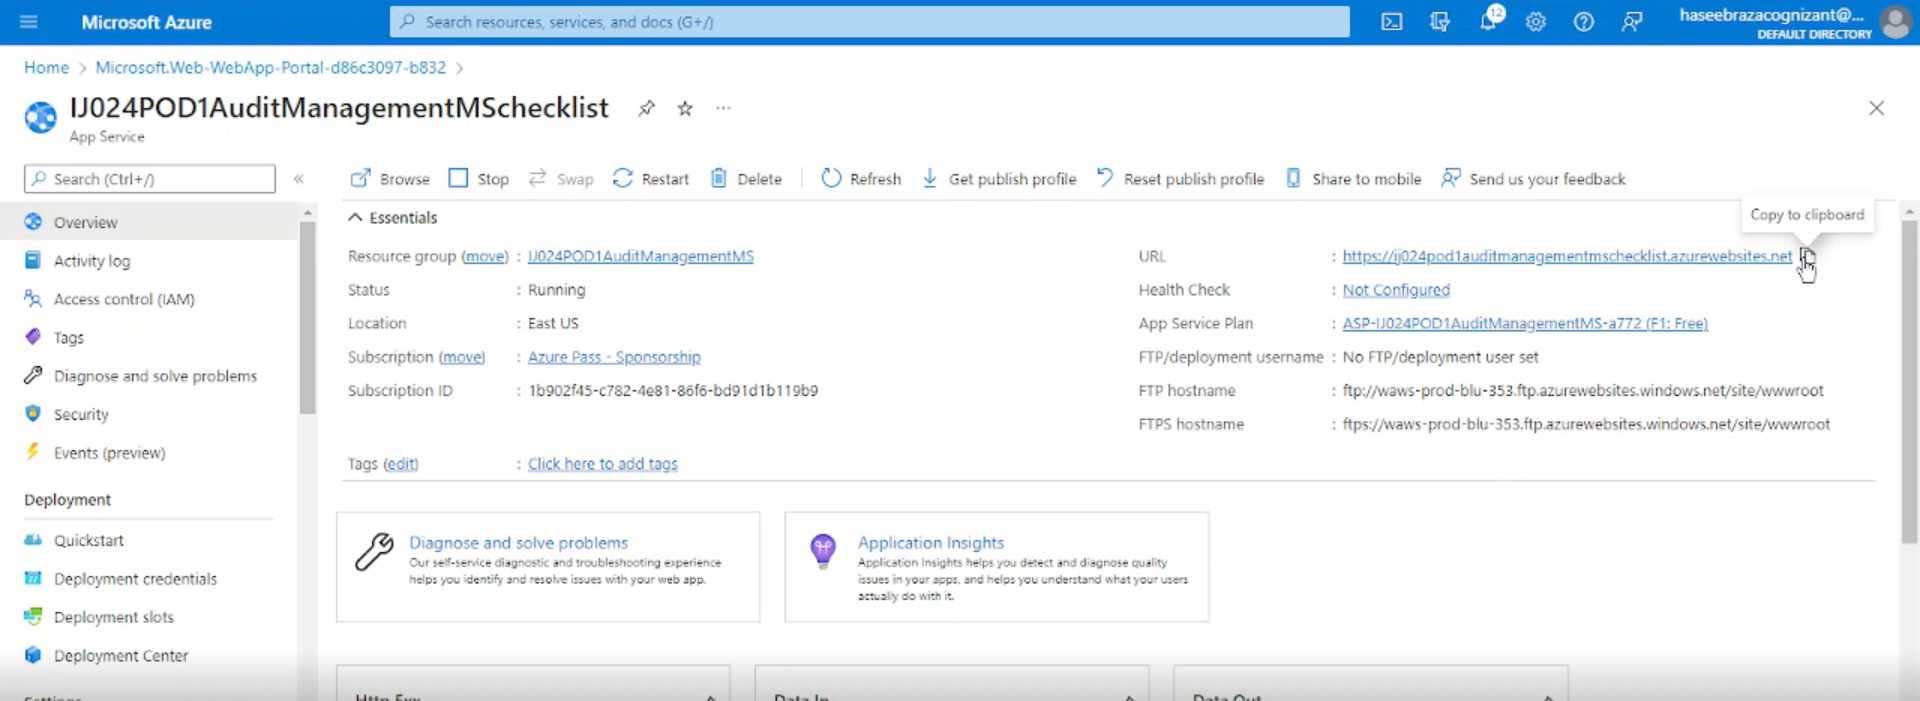 Microsoft Azure
Search resources, services, and docs (G+/)
12
haseebrazacognizant@...
DEFAULT DIRECTORY
Home > Microsoft.Web-WebApp-Portal-d86c3097-b832 >
IJ024POD1AuditManagementMSchecklist
App Service
Search (Ctrl+/)
«
Browse Stop Swap Restart Delete Refresh Get publish profile Reset publish profile Share to mobile Send us your feedback
Copy to clipboard
Overview
Activity log
Access control (IAM)
Tags
Diagnose and solve problems
Security
Events (preview)
Deployment
Quickstart
Deployment credentials
Deployment slots
Deployment Center
Settings
Essentials
Resource group (move) : IJ024POD1AuditManagementMS
Status : Running
Location : East US
Subscription (move) : Azure Pass - Sponsorship
Subscription ID : 1b902f45-c782-4e81-86f6-bd91d1b119b9
Tags (edit) : Click here to add tags
URL : https://ij024pod1auditmanagementmschecklist.azurewebsites.net
Health Check : Not Configured
App Service Plan : ASP-IJ024POD1AuditManagementMS-a772 (F1: Free)
FTP/deployment username : No FTP/deployment user set
FTP hostname : ftp://waws-prod-blu-353.ftp.azurewebsites.windows.net/site/wwwroot
FTPS hostname : ftps://waws-prod-blu-353.ftp.azurewebsites.windows.net/site/wwwroot
Diagnose and solve problems
Our self-service diagnostic and troubleshooting experience
helps you identify and resolve issues with your web app.
Application Insights
Application Insights helps you detect and diagnose quality
issues in your apps, and helps you understand what your users
actually do with it.
Http 5xx
Data In
Data Out